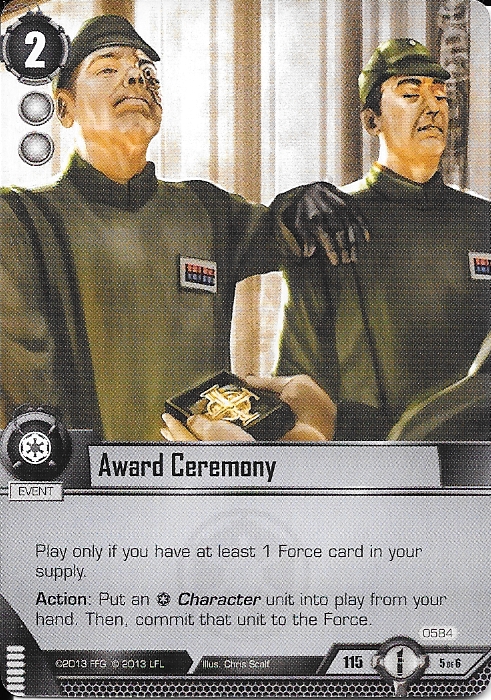 2
Award Ceremony
EVENT
Play only if you have at least 1 Force card in your
supply.
Action: Put an Character unit into play from your
hand. Then, commit that unit to the Force.
0584
©2013 FFG © 2013 LFL Illus. Chris Scalf 115 1 5 of 6